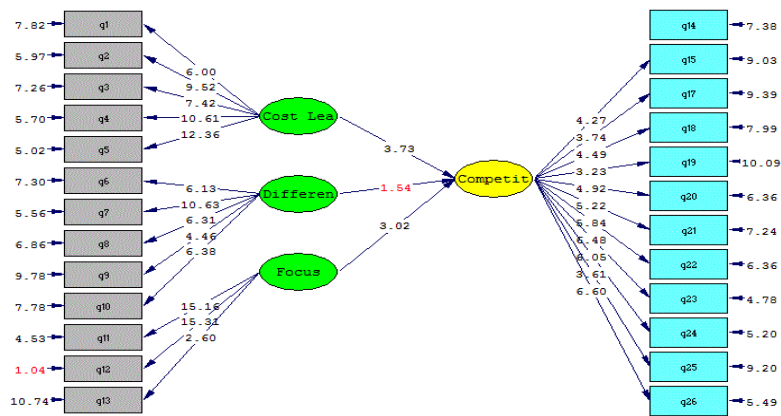 7.82 q1
5.97 q2
7.26 q3
5.70 q4
5.02 q5
7.30 q6
5.56 q7
6.86 q8
9.78 q9
7.78 q10
4.53 q11
1.04 q12
10.74 q13
6.00
9.52
7.42
10.61
12.36
6.13
10.63
6.31
4.46
6.38
15.16
15.31
2.60
Cost Lea
Differen
Focus
3.73
1.54
3.02
Competit
4.27
3.74
4.49
3.23
4.92
5.22
5.84
6.48
6.05
3.61
6.60
q14 7.38
q15 9.03
q17 9.39
q18 7.99
q19 10.09
q20 6.36
q21 7.24
q22 6.36
q23 4.78
q24 5.20
q25 9.20
q26 5.49